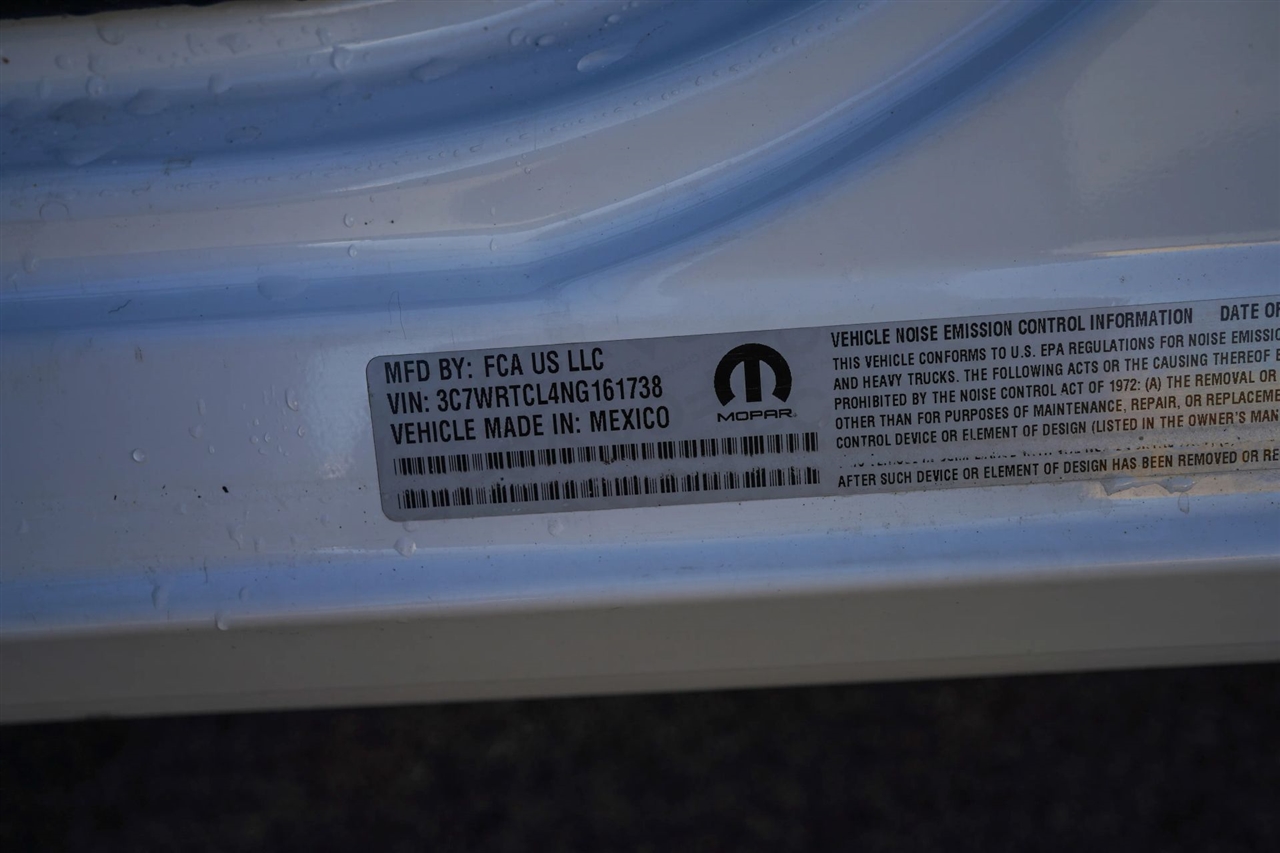 MFD BY: FCA US LLC
VIN: 3C7WRTCL4NG161738
VEHICLE MADE IN: MEXICO
MOPAR
VEHICLE NOISE EMISSION CONTROL INFORMATION DATE OF
THIS VEHICLE CONFORMS TO U.S. EPA REGULATIONS FOR NOISE
AND HEAVY TRUCKS. THE FOLLOWING ACTS OR THE CAUSING THEREOF
PROHIBITED BY THE NOISE CONTROL ACT OF 1972: (A) THE REMOVAL OR
OTHER THAN FOR PURPOSES OF MAINTENANCE, REPAIR, OR
CONTROL DEVICE OR ELEMENT OF DESIGN (LISTED IN THE OWNER'S
AFTER SUCH DEVICE OR ELEMENT OF DESIGN HAS BEEN REMOVED OR